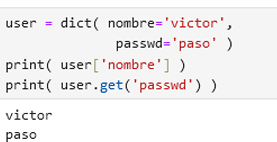 user = dict( nombre='victor',
passwd='paso' )
print( user['nombre'] )
print( user.get('passwd') )
victor
paso